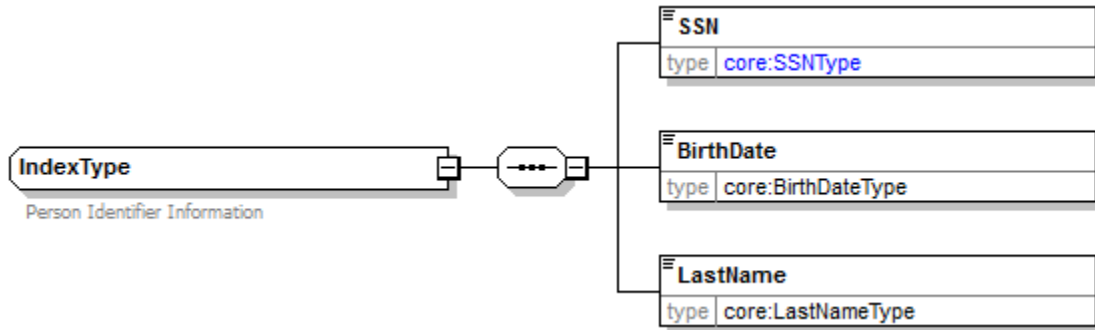 SSN
type core:SSNType
IndexType
Person Identifier Information
BirthDate
type core:BirthDateType
LastName
type core:LastNameType